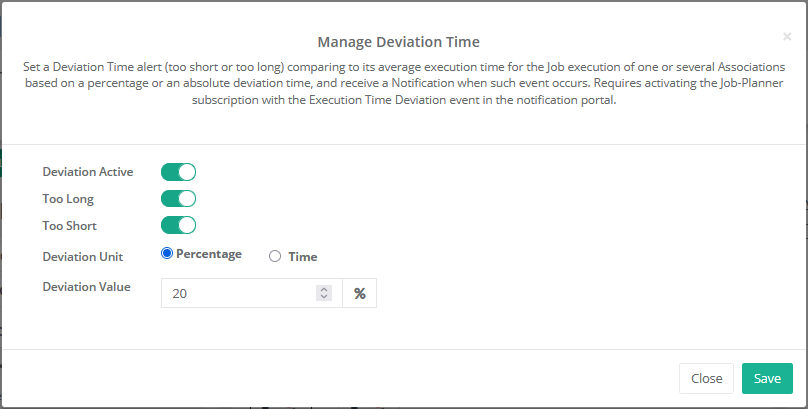 ×
Manage Deviation Time
Set a Deviation Time alert (too short or too long) comparing to its average execution time for the Job execution of one or several Associations
based on a percentage or an absolute deviation time, and receive a Notification when such event occurs. Requires activating the Job-Planner
subscription with the Execution Time Deviation event in the notification portal.
Deviation Active
Too Long
Too Short
Deviation Unit Percentage Time
Deviation Value 20 %
Close Save